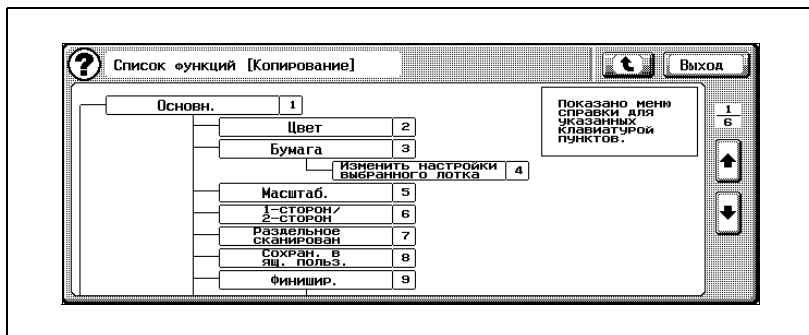 ?
Список функций [Копирование]
Выход
Основн. 1
Показано меню
справки для
указанных
клавиатурой
пунктов.
1
6
Цвет 2
Бумага 3
Изменить настройки
выбранного лотка 4
Масштаб. 5
1-сторон/
2-сторон 6
Раздельное
сканирован 7
Сохран. в
ящ. польз. 8
Финишир. 9